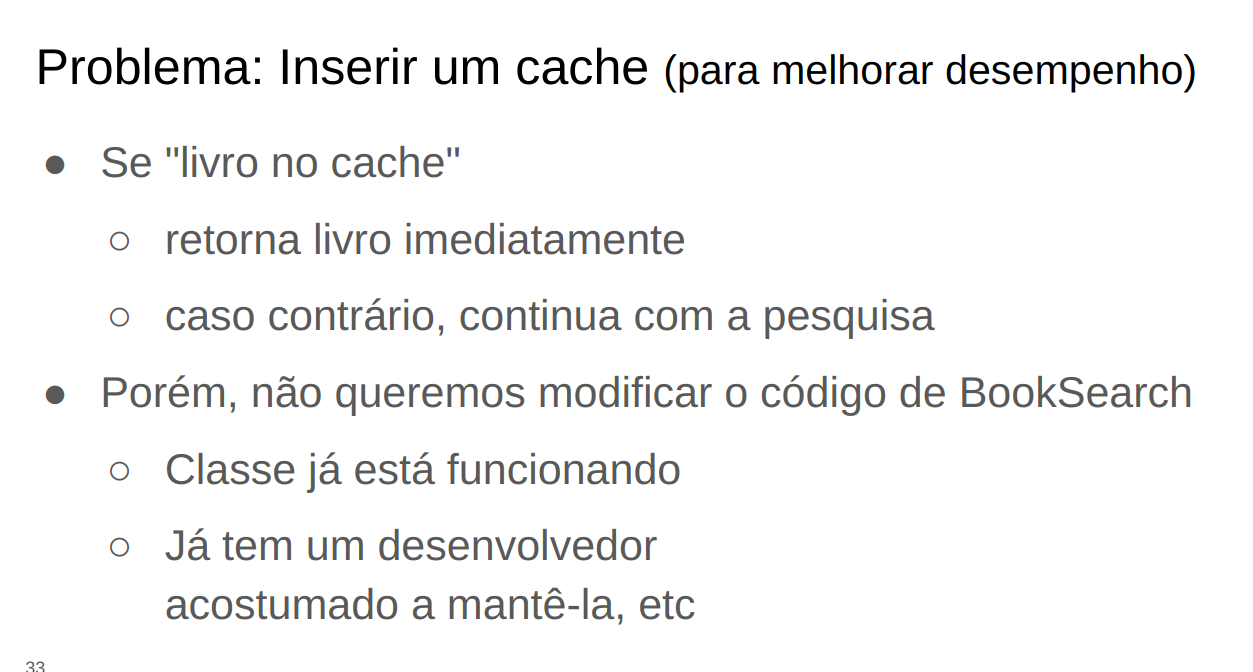 Problema: Inserir um cache (para melhorar desempenho)
● Se "livro no cache"
○ retorna livro imediatamente
○ caso contrário, continua com a pesquisa
● Porém, não queremos modificar o código de BookSearch
○ Classe já está funcionando
○ Já tem um desenvolvedor
acostumado a mantê-la, etc
33